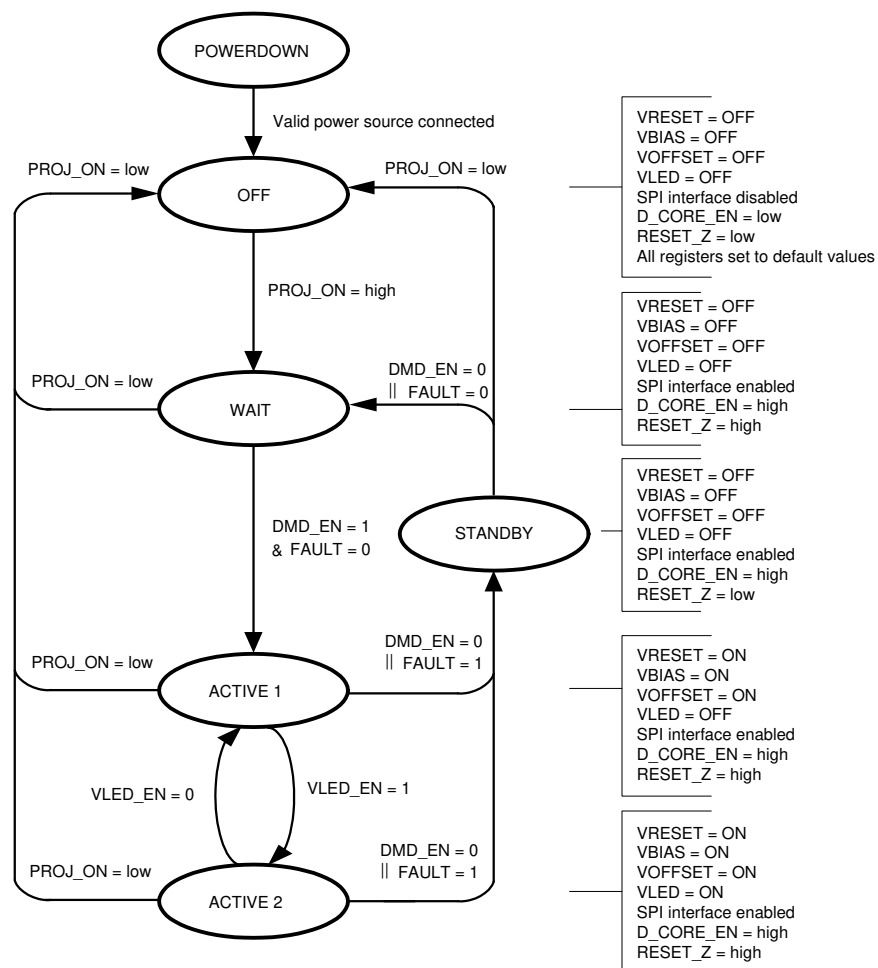 POWERDOWN
Valid power source connected
PROJ_ON = low
PROJ_ON = low
OFF
VRESET = OFF
VBIAS = OFF
VOFFSET = OFF
VLED = OFF
SPI interface disabled
D_CORE_EN = low
RESET_Z = low
All registers set to default values
PROJ_ON = high
PROJ_ON = low
DMD_EN = 0
|| FAULT = 0
WAIT
VRESET = OFF
VBIAS = OFF
VOFFSET = OFF
VLED = OFF
SPI interface enabled
D_CORE_EN = high
RESET_Z = high
DMD_EN = 1
& FAULT = 0
STANDBY
VRESET = OFF
VBIAS = OFF
VOFFSET = OFF
VLED = OFF
SPI interface enabled
D_CORE_EN = high
RESET_Z = low
PROJ_ON = low
DMD_EN = 0
|| FAULT = 1
ACTIVE 1
VRESET = ON
VBIAS = ON
VOFFSET = ON
VLED = OFF
SPI interface enabled
D_CORE_EN = high
RESET_Z = high
VLED_EN = 0
VLED_EN = 1
PROJ_ON = low
DMD_EN = 0
|| FAULT = 1
ACTIVE 2
VRESET = ON
VBIAS = ON
VOFFSET = ON
VLED = ON
SPI interface enabled
D_CORE_EN = high
RESET_Z = high